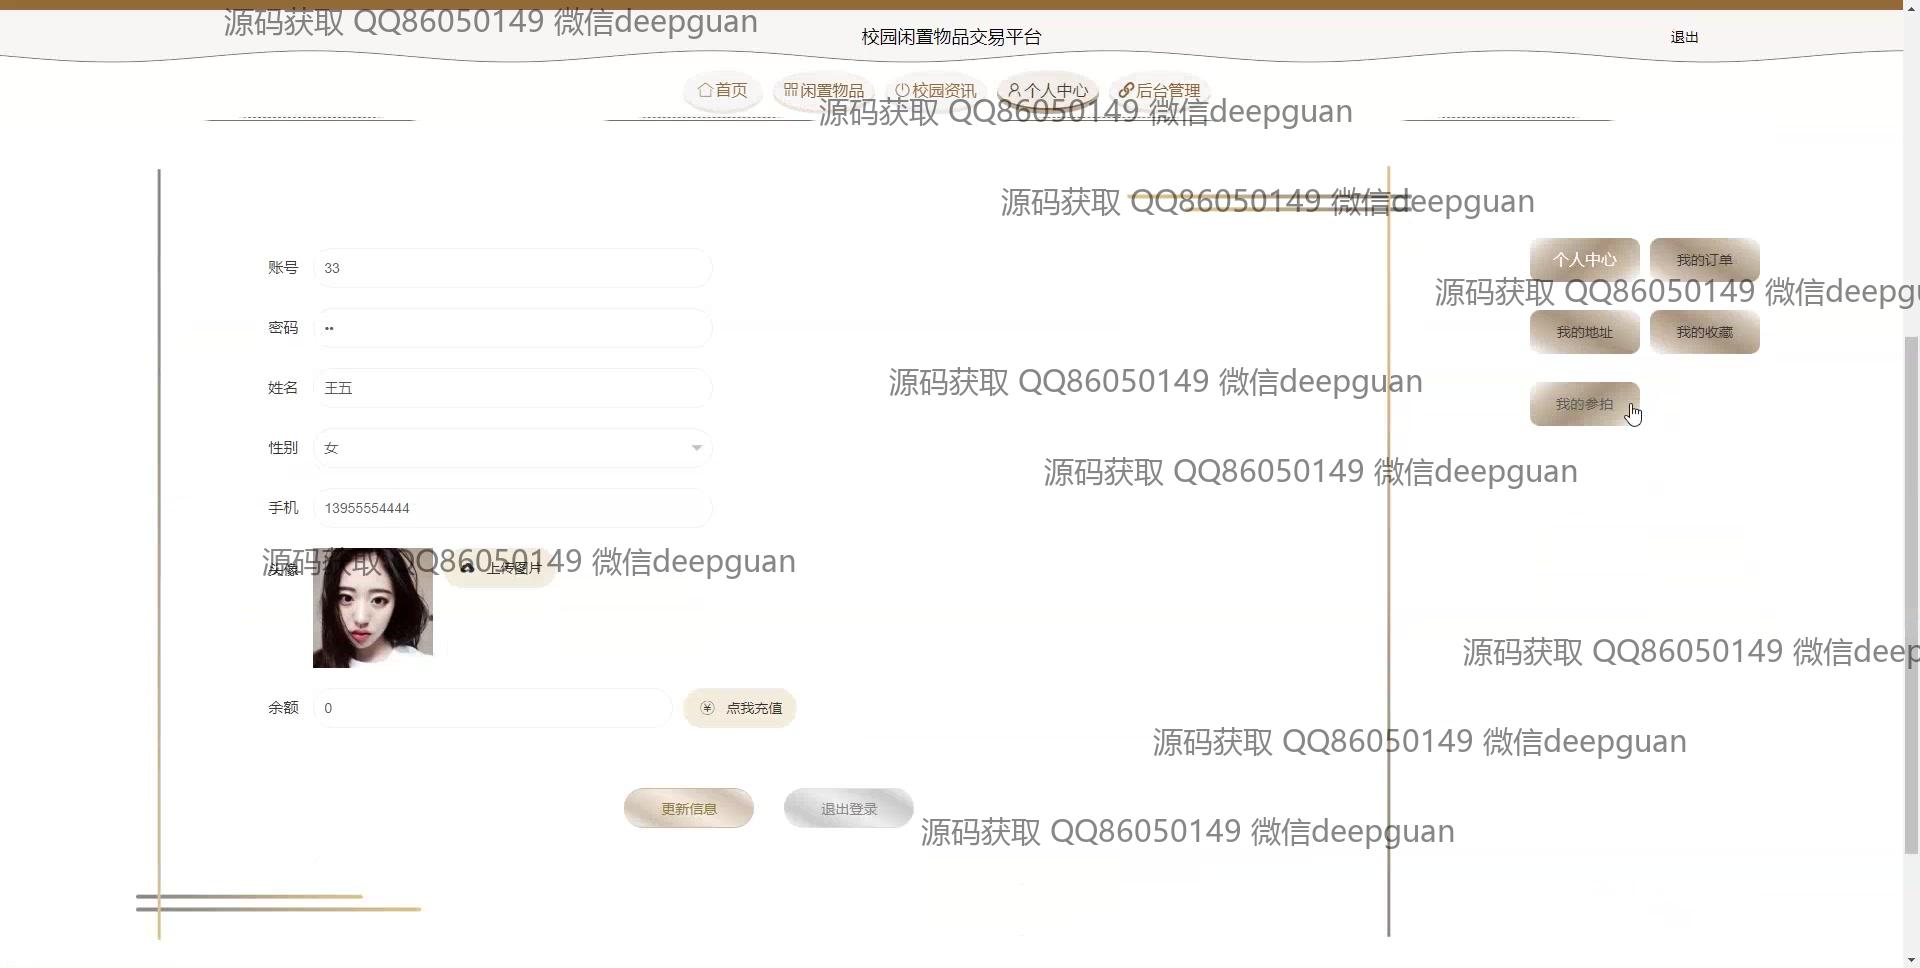 源码获取 QQ86050149 微信deepguan
校园闲置物品交易平台
退出
首页 闲置物品 校园资讯 个人中心 后台管理
源码获取 QQ86050149 微信deepguan
源码获取 QQ86050149 微信deepguan
账号 33
个人中心 我的订单
源码获取 QQ86050149 微信deepgu
密码 ••
我的地址 我的收藏
姓名 王五
源码获取 QQ86050149 微信deepguan
我的参拍
性别 女
源码获取 QQ86050149 微信deepguan
手机 13955554444
源码获取 QQ86050149 微信deepguan
头像 上传图片
源码获取 QQ86050149 微信deep
余额 0 点我充值
源码获取 QQ86050149 微信deepguan
更新信息 退出登录
源码获取 QQ86050149 微信deepguan